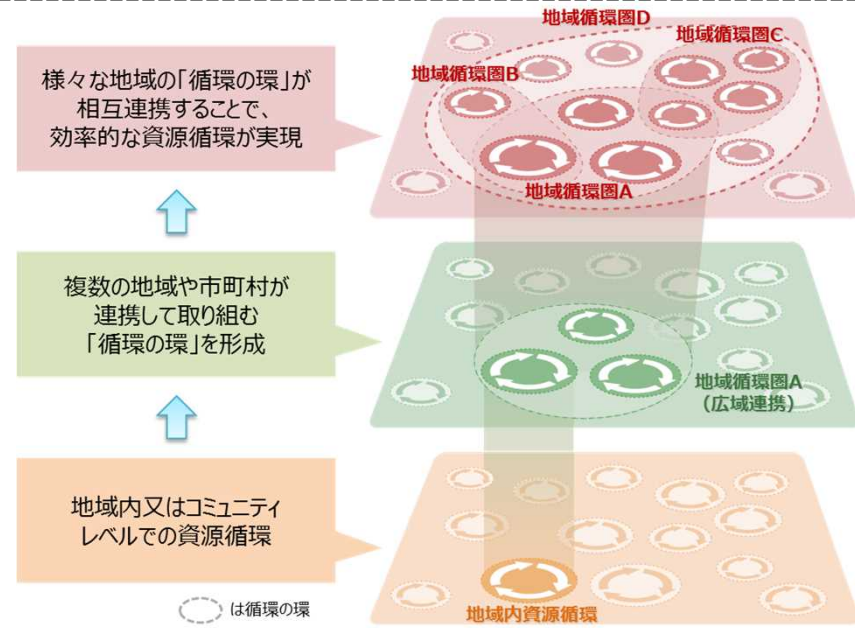 地域循環圏D
地域循環圏C
地域循環圏B
地域循環圏A
様々な地域の「循環の環」が
相互連携することで、
効率的な資源循環が実現
複数の地域や市町村が
連携して取り組む
「循環の環」を形成
地域循環圏A
（広域連携）
地域内又はコミュニティ
レベルでの資源循環
地域内資源循環
は循環の環